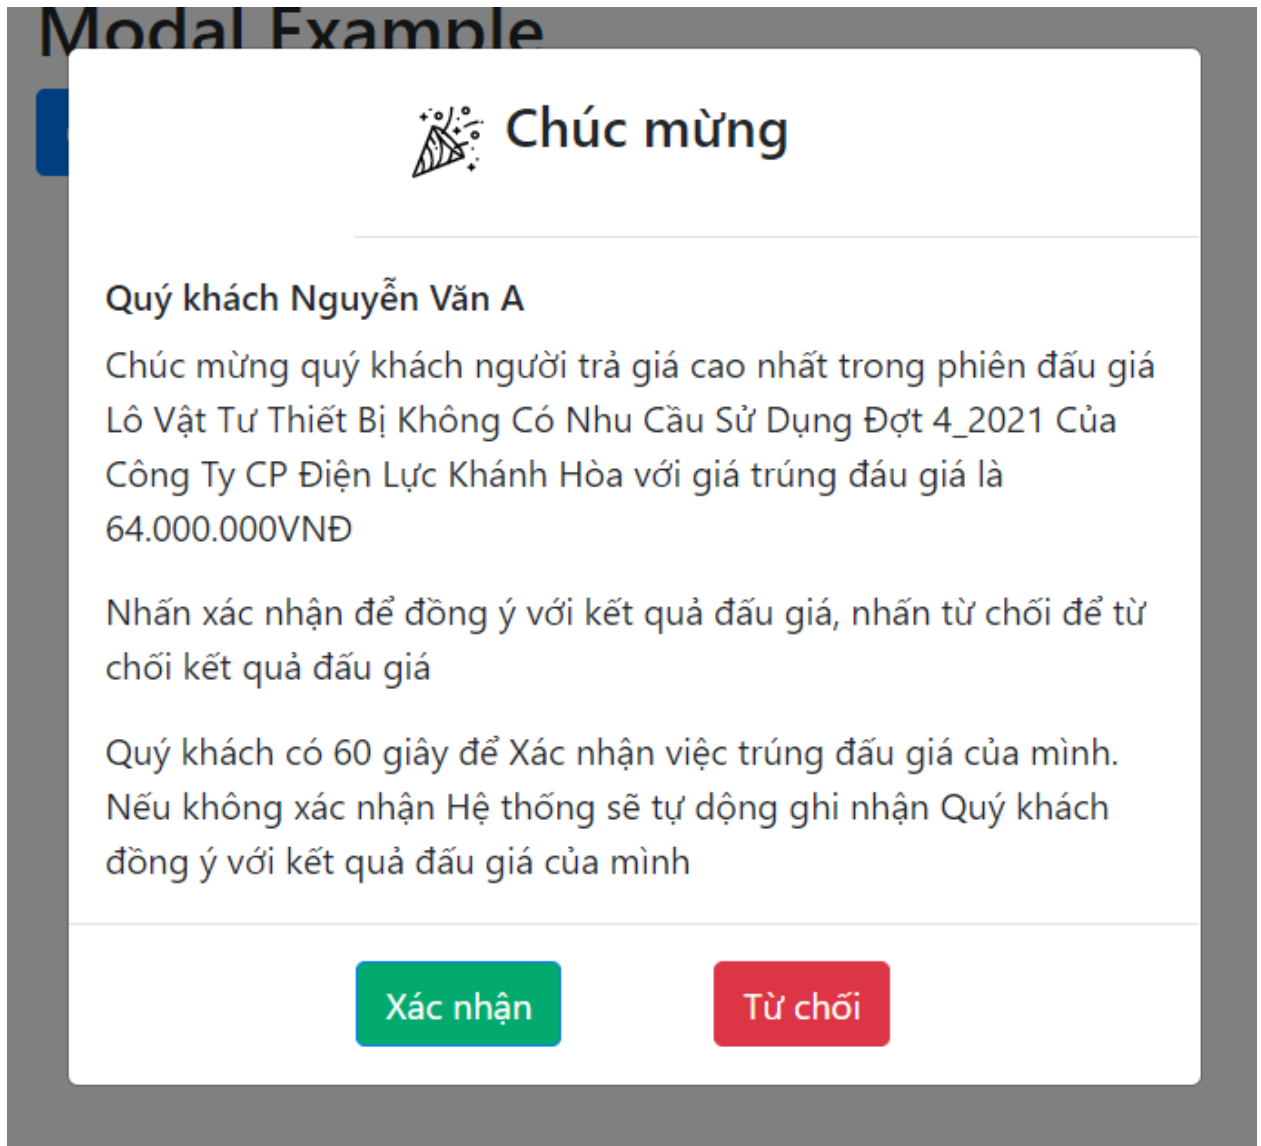 Modal Example
Chúc mừng
Quý khách Nguyễn Văn A
Chúc mừng quý khách người trả giá cao nhất trong phiên đấu giá
Lô Vật Tư Thiết Bị Không Có Nhu Cầu Sử Dụng Đợt 4_2021 Của
Công Ty CP Điện Lực Khánh Hòa với giá trúng đáu giá là
64.000.000VNĐ
Nhấn xác nhận để đồng ý với kết quả đấu giá, nhấn từ chối để từ
chối kết quả đấu giá
Quý khách có 60 giây để Xác nhận việc trúng đấu giá của mình.
Nếu không xác nhận Hệ thống sẽ tự dộng ghi nhận Quý khách
đồng ý với kết quả đấu giá của mình
Xác nhận
Từ chối